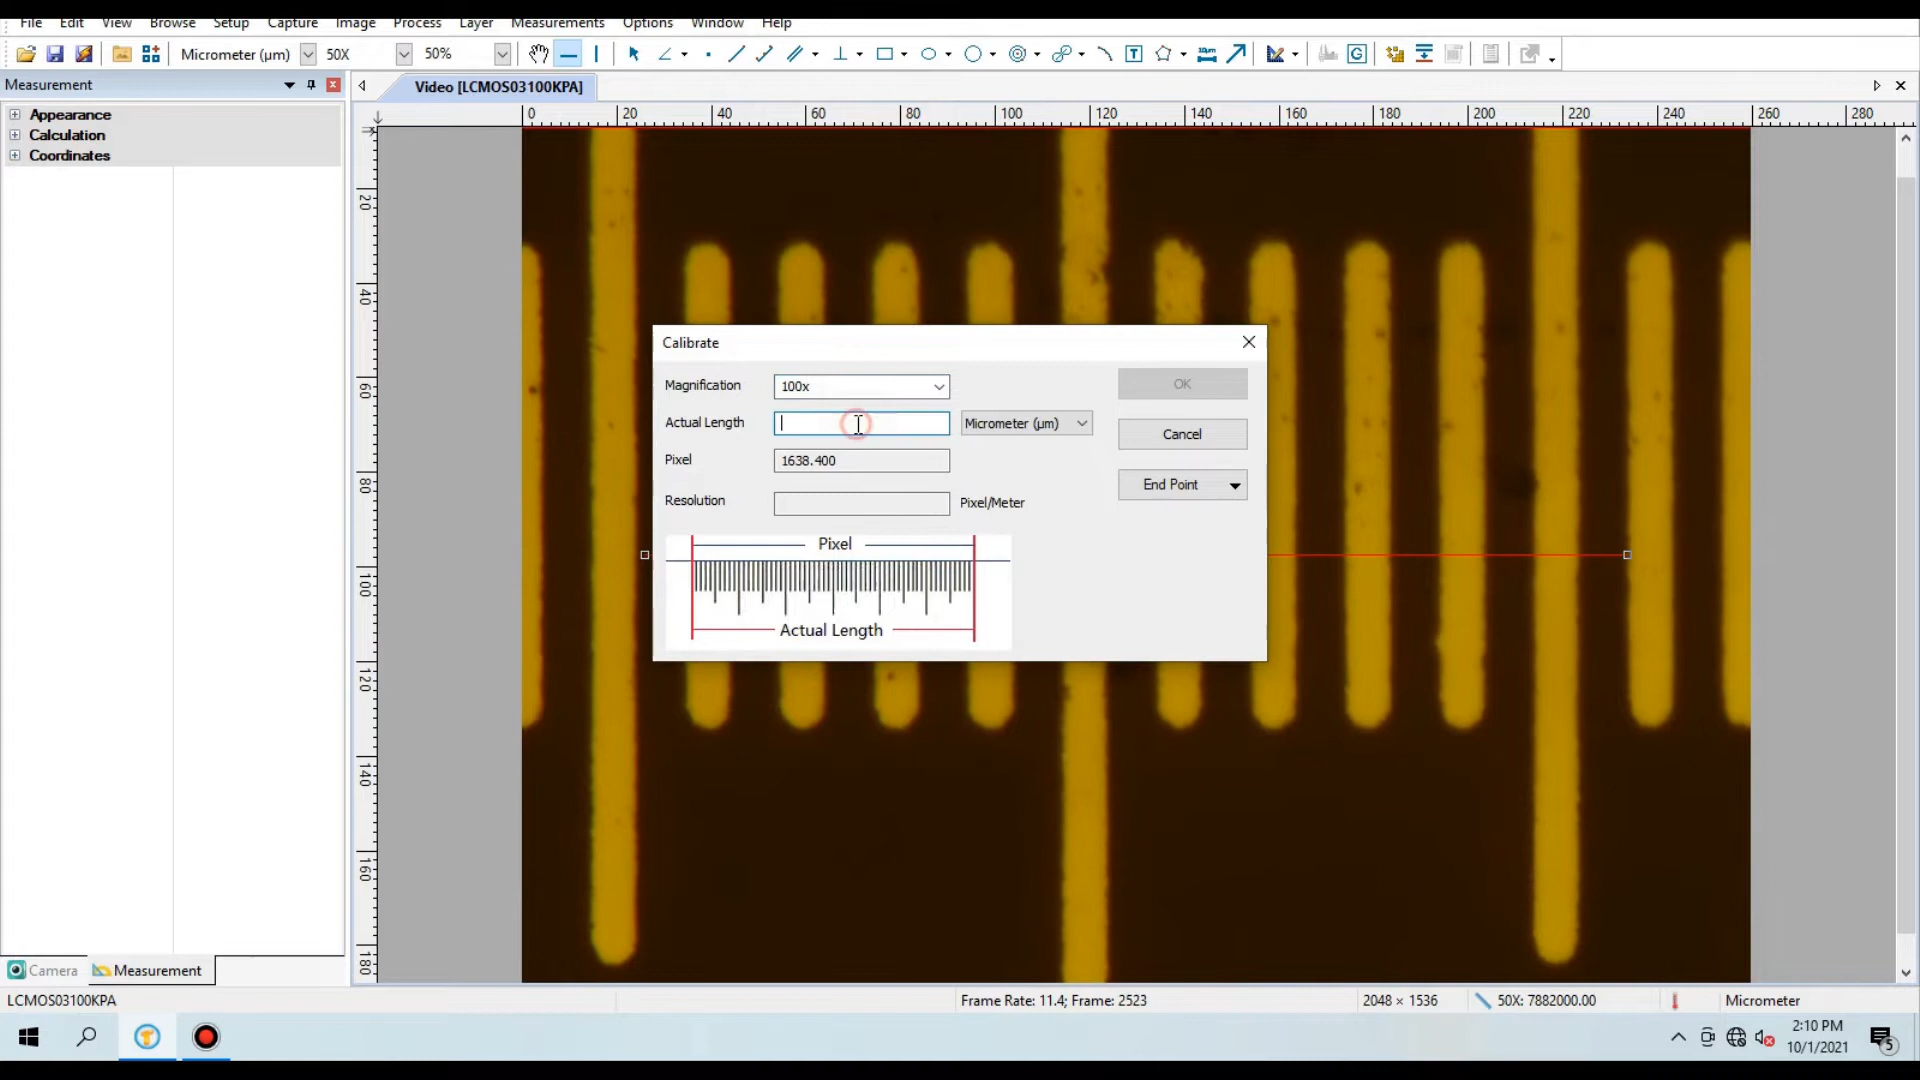 File Edit View Browse Setup Capture Image Process Layer Measurements Options Window Help
Micrometer (µm) 50X 50%
Measurement
Video [LCMOS03100KPA]
Appearance
Calculation
Coordinates
0 20 40 60 80 100 120 140 160 180 200 220 240 260 280
20
40
60
80
100
120
140
160
180
Calibrate
Magnification 100x OK
Actual Length Micrometer (µm) Cancel
Pixel 1638.400
End Point
Resolution Pixel/Meter
Pixel
Actual Length
Camera Measurement
LCMOS03100KPA Frame Rate: 11.4; Frame: 2523 2048 × 1536 50X: 7882000.00 Micrometer
2:10 PM
10/1/2021
5